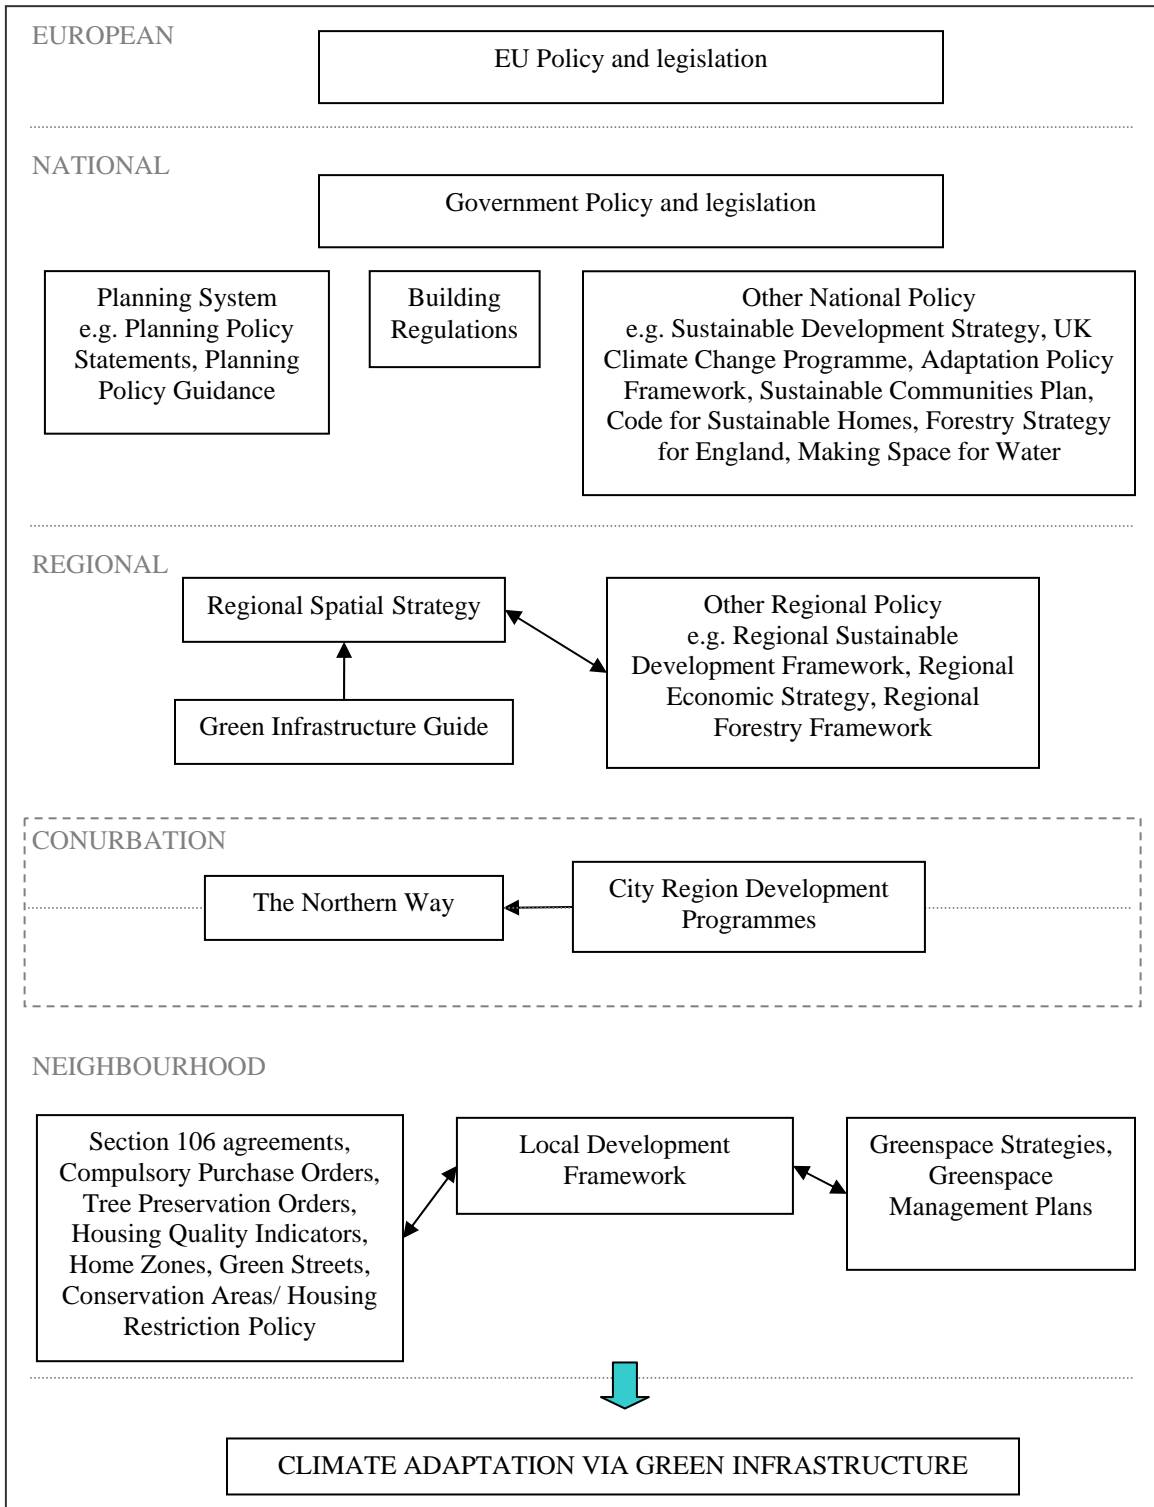 EUROPEAN
EU Policy and legislation
NATIONAL
Government Policy and legislation
Planning System
e.g. Planning Policy
Statements, Planning
Policy Guidance
Building
Regulations
Other National Policy
e.g. Sustainable Development Strategy, UK
Climate Change Programme, Adaptation Policy
Framework, Sustainable Communities Plan,
Code for Sustainable Homes, Forestry Strategy
for England, Making Space for Water
REGIONAL
Regional Spatial Strategy
Green Infrastructure Guide
Other Regional Policy
e.g. Regional Sustainable
Development Framework, Regional
Economic Strategy, Regional
Forestry Framework
CONURBATION
The Northern Way
City Region Development
Programmes
NEIGHBOURHOOD
Section 106 agreements,
Compulsory Purchase Orders,
Tree Preservation Orders,
Housing Quality Indicators,
Home Zones, Green Streets,
Conservation Areas/ Housing
Restriction Policy
Local Development
Framework
Greenspace Strategies,
Greenspace
Management Plans
CLIMATE ADAPTATION VIA GREEN INFRASTRUCTURE